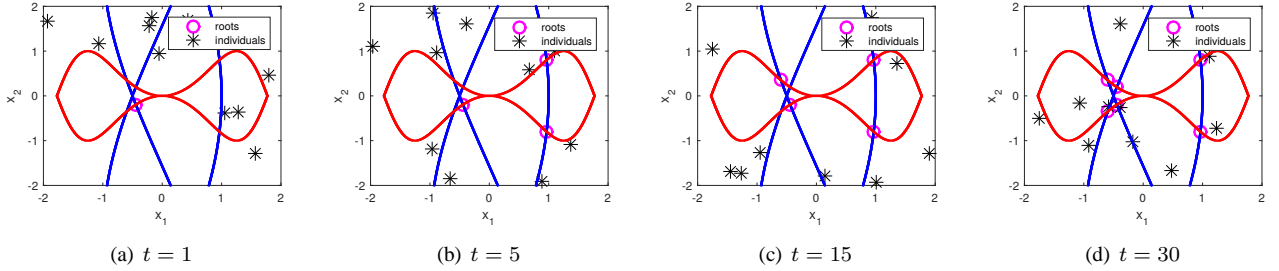 2
1
0
-1
-2
x2
-2
-1
0
1
2
x1
roots
individuals
(a) t = 1
2
1
0
-1
-2
x2
-2
-1
0
1
2
x1
roots
individuals
(b) t = 5
2
1
0
-1
-2
x2
-2
-1
0
1
2
x1
roots
individuals
(c) t = 15
2
1
0
-1
-2
x2
-2
-1
0
1
2
x1
roots
individuals
(d) t = 30